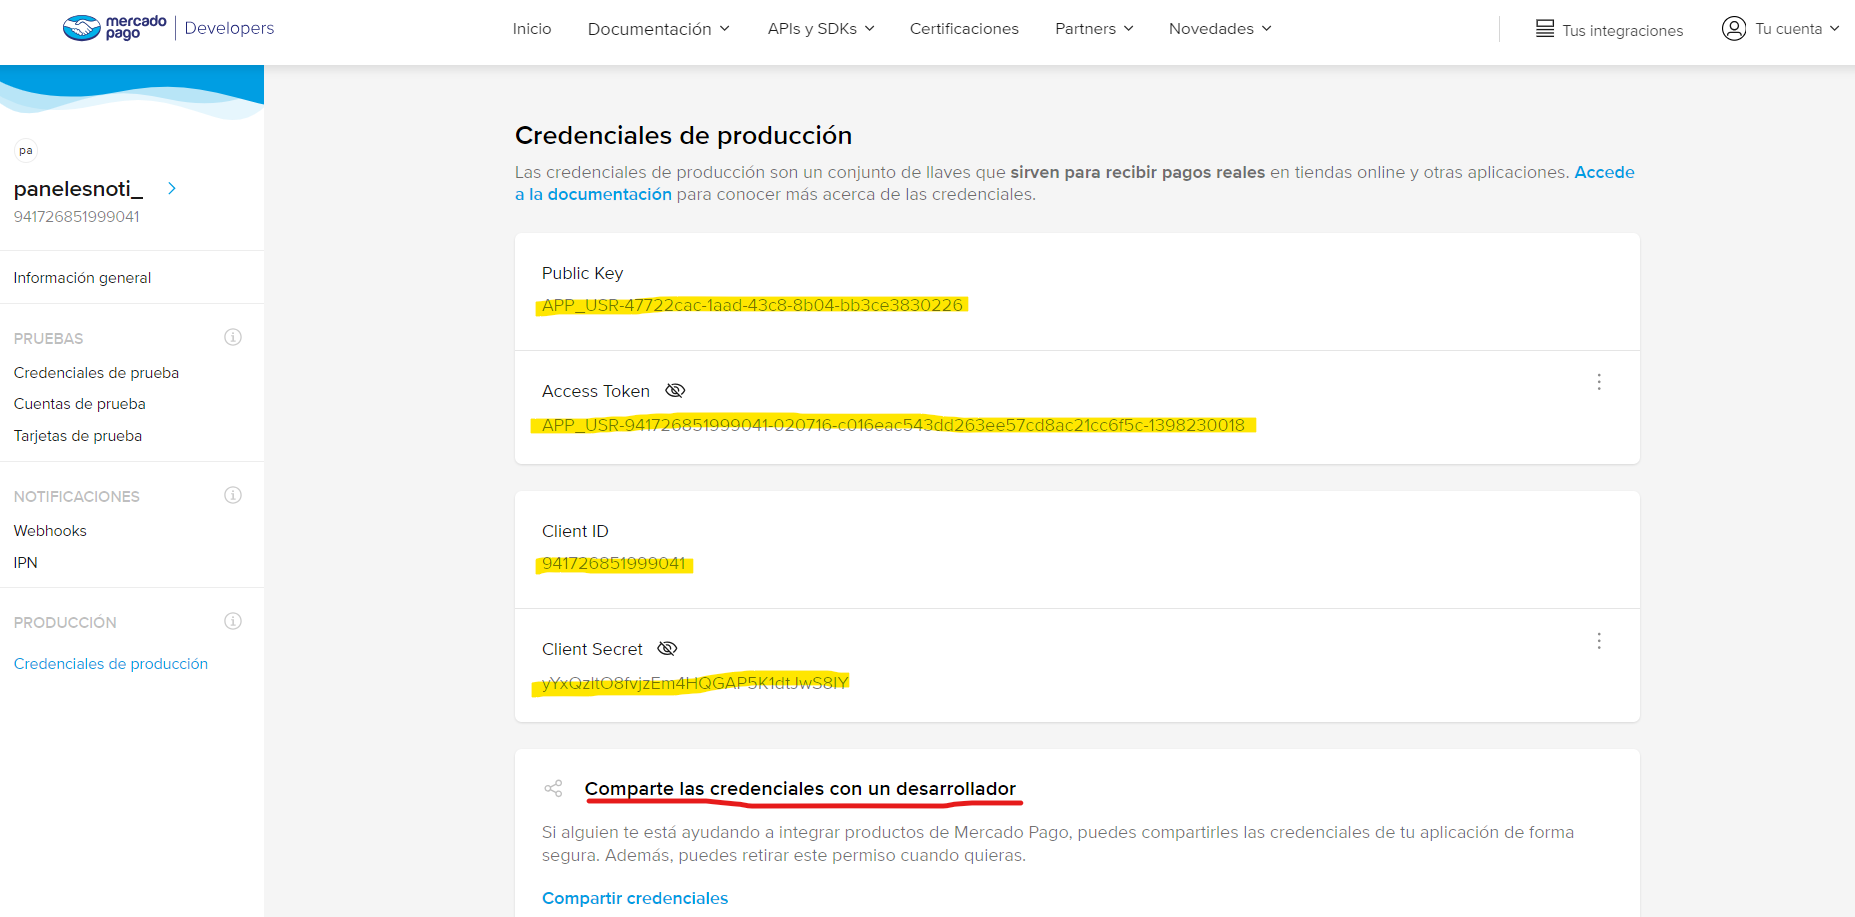 mercado pago | Developers
Inicio
Documentación
APIs y SDKs
Certificaciones
Partners
Novedades
Tus integraciones
Tu cuenta
pa
panelesnoti_
941726851999041
Información general
PRUEBAS
Credenciales de prueba
Cuentas de prueba
Tarjetas de prueba
NOTIFICACIONES
Webhooks
IPN
PRODUCCIÓN
Credenciales de producción
Credenciales de producción
Las credenciales de producción son un conjunto de llaves que sirven para recibir pagos reales en tiendas online y otras aplicaciones. Accede
a la documentación para conocer más acerca de las credenciales.
Public Key
APP_USR-47722cac-1aad-43c8-8b04-bb3ce3830226
Access Token
APP_USR-941726851999041-020716-c016eac543dd263ee57cd8ac21cc6f5c-1398230018
Client ID
941726851999041
Client Secret
Comparte las credenciales con un desarrollador
Si alguien te está ayudando a integrar productos de Mercado Pago, puedes compartirles las credenciales de tu aplicación de forma
segura. Además, puedes retirar este permiso cuando quieras.
Compartir credenciales